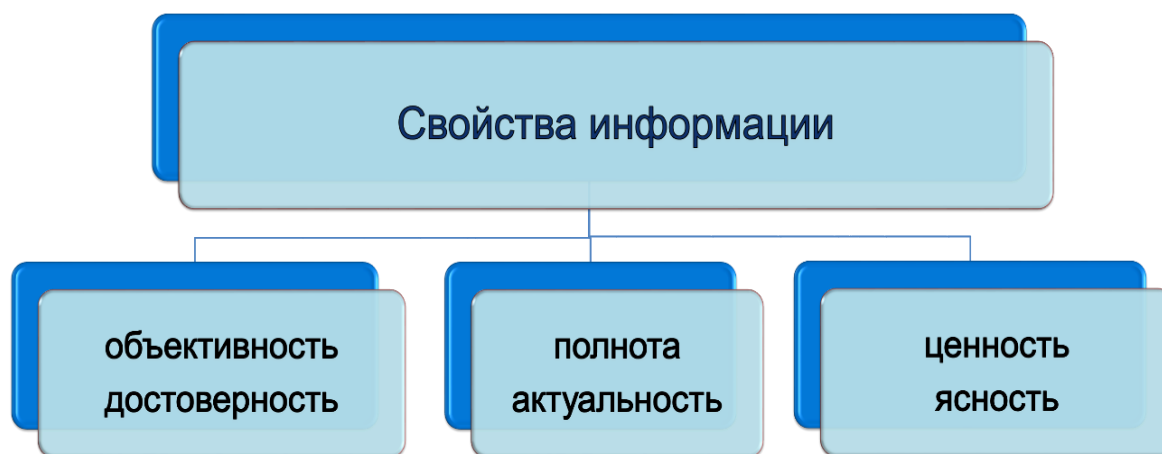 Свойства информации
объективность
достоверность
полнота
актуальность
ценность
ясность